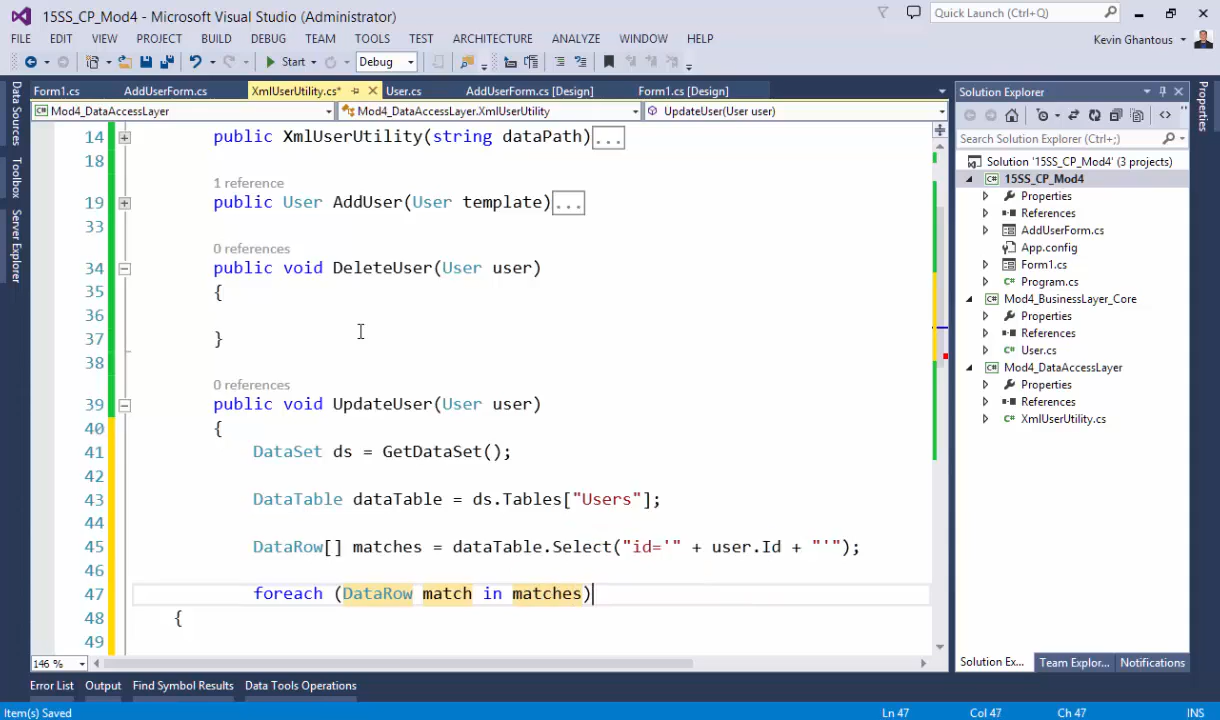 15SS_CP_Mod4 - Microsoft Visual Studio (Administrator)
Quick Launch (Ctrl+Q)
FILE EDIT VIEW PROJECT BUILD DEBUG TEAM TOOLS TEST ARCHITECTURE ANALYZE WINDOW HELP
Kevin Ghantous
Start Debug
Form1.cs AddUserForm.cs XmlUserUtility.cs* User.cs AddUserForm.cs [Design] Form1.cs [Design]
Mod4_DataAccessLayer Mod4_DataAccessLayer.XmlUserUtility UpdateUser(User user)
Data Sources
Toolbox
Server Explorer
14 public XmlUserUtility(string dataPath)...
18
1 reference
19 public User AddUser(User template)...
33
0 references
34 public void DeleteUser(User user)
35 {
36
37 }
38
0 references
39 public void UpdateUser(User user)
40 {
41 DataSet ds = GetDataSet();
42
43 DataTable dataTable = ds.Tables["Users"];
44
45 DataRow[] matches = dataTable.Select("id='" + user.Id + "'");
46
47 foreach (DataRow match in matches)
48 {
49
146 %
Solution Explorer
Search Solution Explorer (Ctrl+;)
Solution '15SS_CP_Mod4' (3 projects)
15SS_CP_Mod4
Properties
References
AddUserForm.cs
App.config
Form1.cs
Program.cs
Mod4_BusinessLayer_Core
Properties
References
User.cs
Mod4_DataAccessLayer
Properties
References
XmlUserUtility.cs
Solution Ex... Team Explor... Notifications
Properties
Error List Output Find Symbol Results Data Tools Operations
Item(s) Saved Ln 47 Col 47 Ch 47 INS